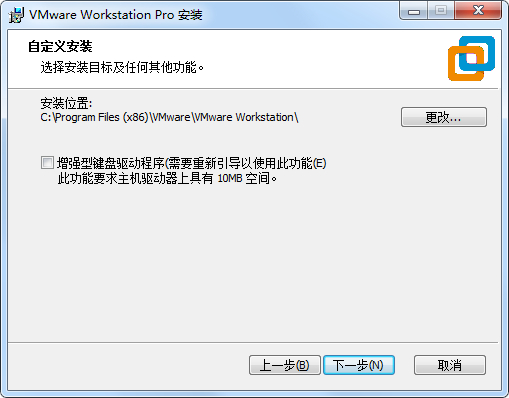 VMware Workstation Pro 安装
自定义安装
选择安装目标及任何其他功能。
安装位置:
C:\Program Files (x86)\VMware\VMware Workstation\
更改...
增强型键盘驱动程序(需要重新引导以使用此功能(E)
此功能要求主机驱动器上具有 10MB 空间。
上一步(B)
下一步(N)
取消